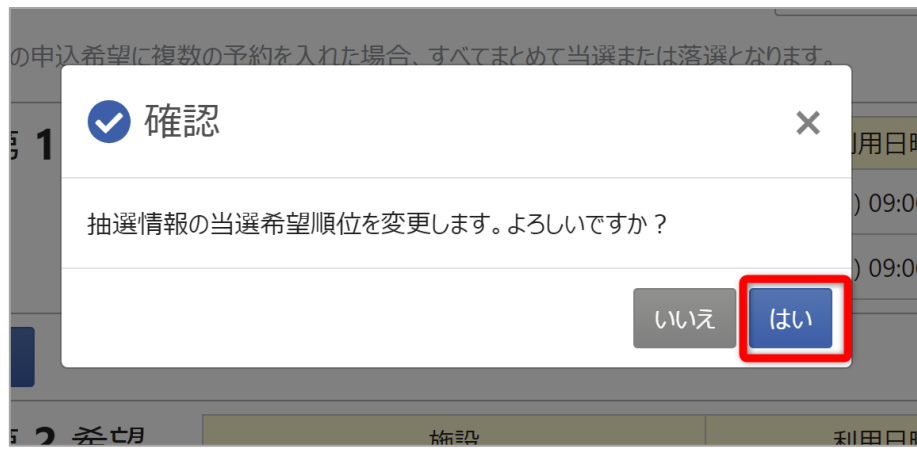 の申込希望に複数の予約を入れた場合、すべてまとめて当選または落選となります。
確認
×
1
利用日時
) 09:0
抽選情報の当選希望順位を変更します。よろしいですか?
) 09:0
いいえ はい
2 希望 施設 利用日時